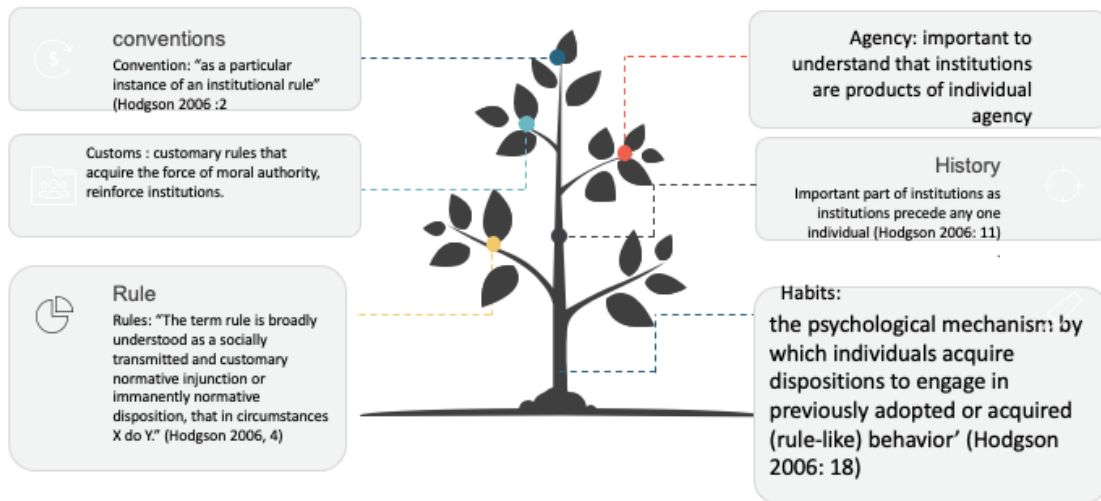 conventions
Convention: “as a particular
instance of an institutional rule”
(Hodgson 2006 :2
Customs : customary rules that
acquire the force of moral authority,
reinforce institutions.
Rule
Rules: “The term rule is broadly
understood as a socially
transmitted and customary
normative injunction or
immanently normative
disposition, that in circumstances
X do Y.” (Hodgson 2006, 4)
Agency: important to
understand that institutions
are products of individual
agency
History
Important part of institutions as
institutions precede any one
individual (Hodgson 2006: 11)
.
Habits:
the psychological mechanism by
which individuals acquire
dispositions to engage in
previously adopted or acquired
(rule-like) behavior’ (Hodgson
2006: 18)